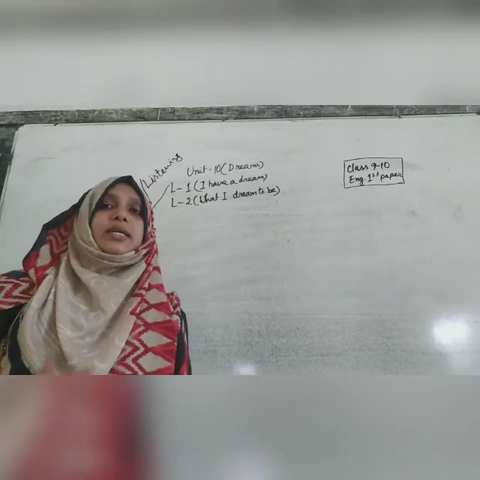 Listening
Unit-10 (Dreams)
L-1 (I have a dream)
L-2 (What I dream to be)
Class 9-10
Eng 1st paper